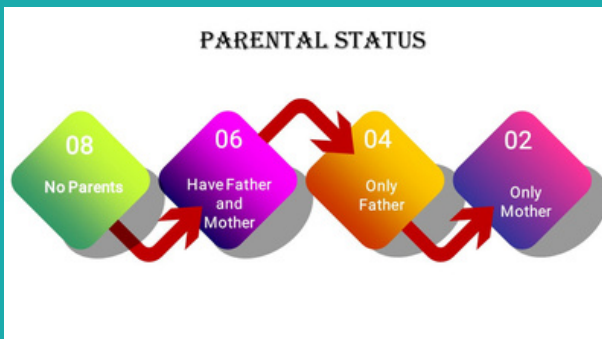 PARENTAL STATUS
08
No Parents
06
Have Father
and
Mother
04
Only
Father
02
Only
Mother